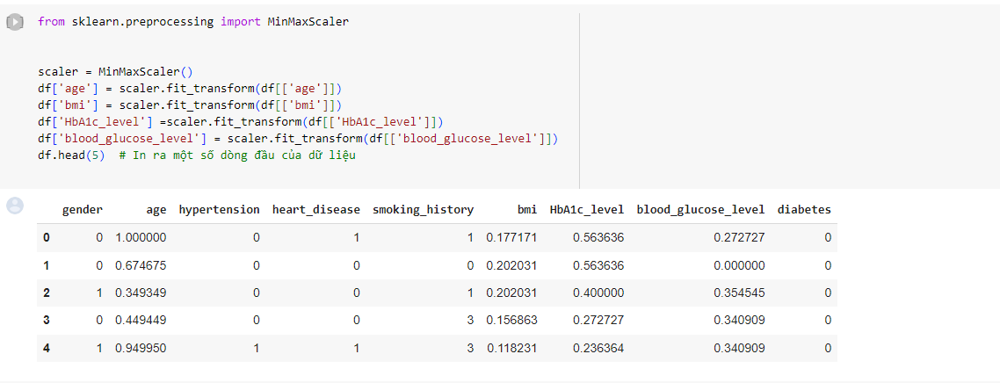 from sklearn.preprocessing import MinMaxScaler
scaler = MinMaxScaler()
df['age'] = scaler.fit_transform(df[['age']])
df['bmi'] = scaler.fit_transform(df[['bmi']])
df['HbA1c_level'] =scaler.fit_transform(df[['HbA1c_level']])
df['blood_glucose_level'] = scaler.fit_transform(df[['blood_glucose_level']])
df.head(5)  # In ra một số dòng đầu của dữ liệu
gender age hypertension heart_disease smoking_history bmi HbA1c_level blood_glucose_level diabetes
0 0 1.000000 0 1 1 0.177171 0.563636 0.272727 0
1 0 0.674675 0 0 0 0.202031 0.563636 0.000000 0
2 1 0.349349 0 0 1 0.202031 0.400000 0.354545 0
3 0 0.449449 0 0 3 0.156863 0.272727 0.340909 0
4 1 0.949950 1 1 3 0.118231 0.236364 0.340909 0